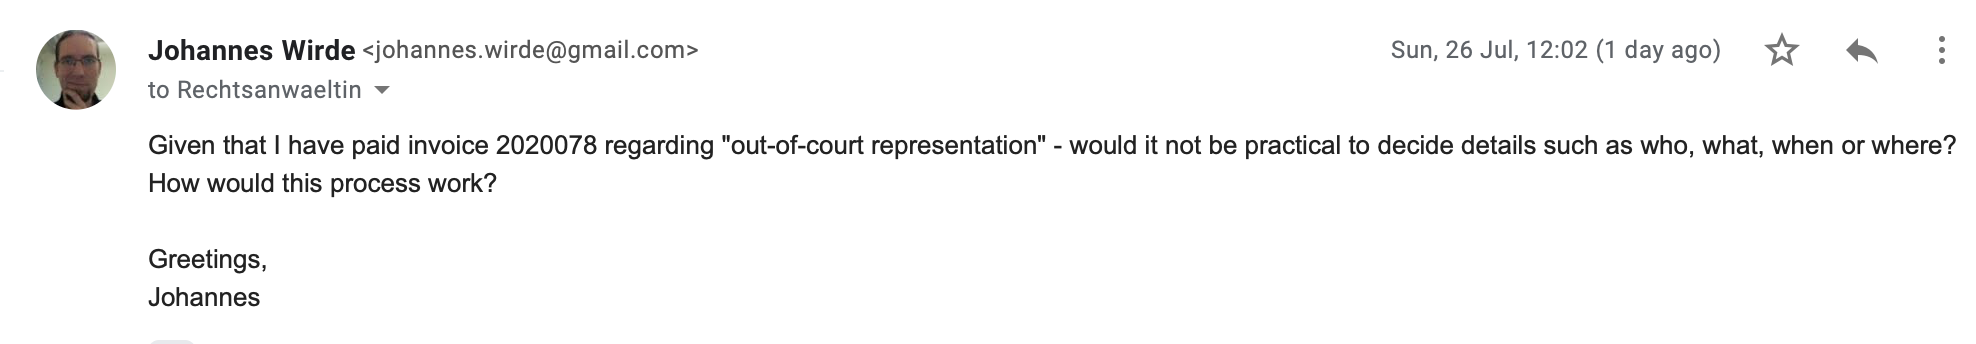 Johannes Wirde <johannes.wirde@gmail.com> Sun, 26 Jul, 12:02 (1 day ago)
to Rechtsanwaeltin
Given that I have paid invoice 2020078 regarding "out-of-court representation" - would it not be practical to decide details such as who, what, when or where?
How would this process work?
Greetings,
Johannes